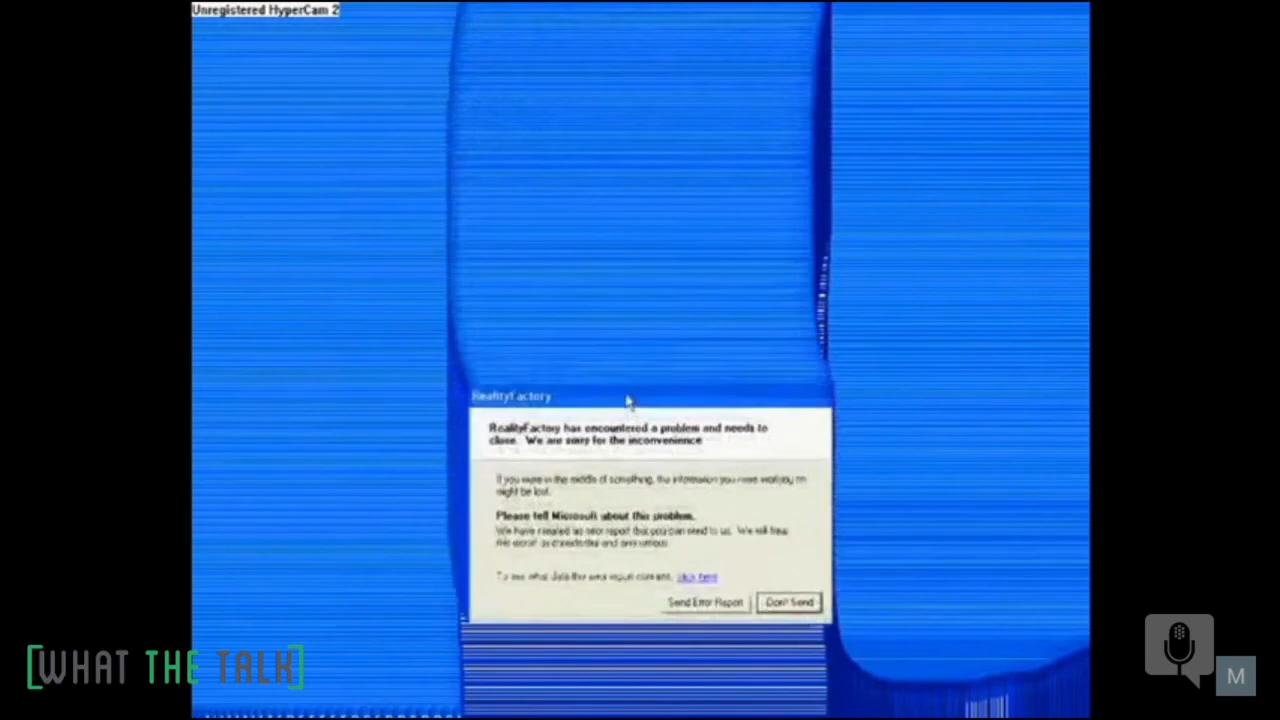 Unregistered HyperCam 2
RealityFactory
RealityFactory has encountered a problem and needs to
close. We are sorry for the inconvenience
If you were in the middle of something, the information you were working on
might be lost.
Please tell Microsoft about this problem.
We have created an error report that you can send to us. We will treat
this report as confidential and anonymous
To see what data this error report contains, click here
Send Error Report
Don't Send
[WHAT THE TALK]
M